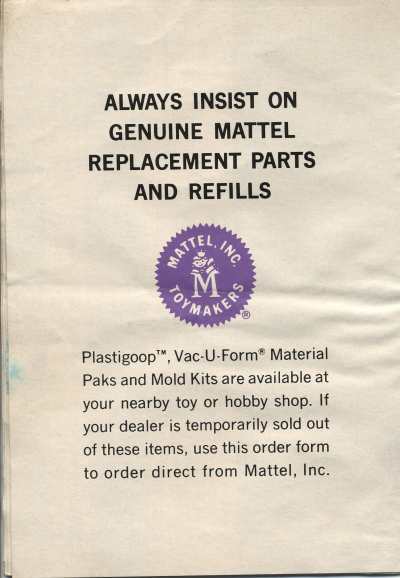 ALWAYS INSIST ON
GENUINE MATTEL
REPLACEMENT PARTS
AND REFILLS
MATTEL, INC.
M
TOYMAKERS
®
Plastigoop™, Vac-U-Form® Material
Paks and Mold Kits are available at
your nearby toy or hobby shop. If
your dealer is temporarily sold out
of these items, use this order form
to order direct from Mattel, Inc.